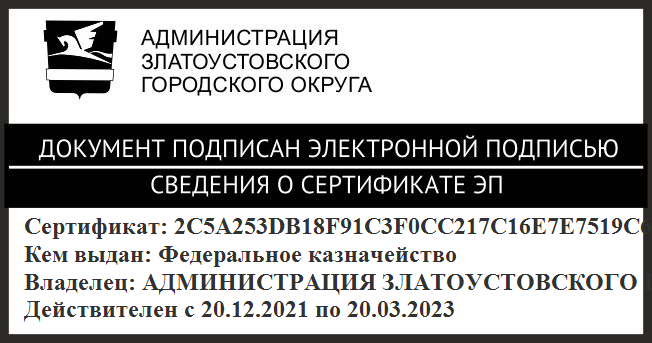 АДМИНИСТРАЦИЯ
ЗЛАТОУСТОВСКОГО
ГОРОДСКОГО ОКРУГА
ДОКУМЕНТ ПОДПИСАН ЭЛЕКТРОННОЙ ПОДПИСЬЮ
СВЕДЕНИЯ О СЕРТИФИКАТЕ ЭП
Сертификат: 2C5A253DB18F91C3F0CC217C16E7E7519C
Кем выдан: Федеральное казначейство
Владелец: АДМИНИСТРАЦИЯ ЗЛАТОУСТОВСКОГО
Действителен с 20.12.2021 по 20.03.2023